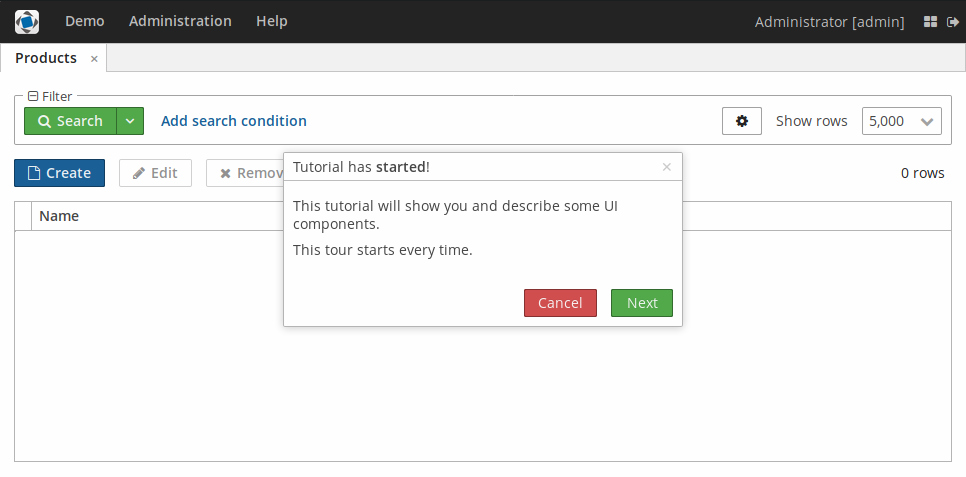 Demo Administration Help Administrator [admin]
Products ×
Filter
Search Add search condition Show rows 5,000
Create Edit Remov 0 rows
Tutorial has started! ×
Name
This tutorial will show you and describe some UI
components.
This tour starts every time.
Cancel Next